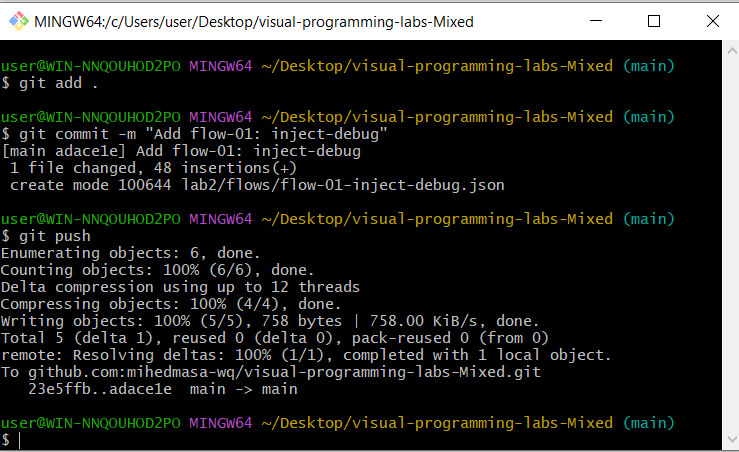 MINGW64:/c/Users/user/Desktop/visual-programming-labs-Mixed
user@WIN-NNQOUHOD2PO MINGW64 ~/Desktop/visual-programming-labs-Mixed (main)
$ git add .
user@WIN-NNQOUHOD2PO MINGW64 ~/Desktop/visual-programming-labs-Mixed (main)
$ git commit -m "Add flow-01: inject-debug"
[main adace1e] Add flow-01: inject-debug
 1 file changed, 48 insertions(+)
 create mode 100644 lab2/flows/flow-01-inject-debug.json
user@WIN-NNQOUHOD2PO MINGW64 ~/Desktop/visual-programming-labs-Mixed (main)
$ git push
Enumerating objects: 6, done.
Counting objects: 100% (6/6), done.
Delta compression using up to 12 threads
Compressing objects: 100% (4/4), done.
Writing objects: 100% (5/5), 758 bytes | 758.00 KiB/s, done.
Total 5 (delta 1), reused 0 (delta 0), pack-reused 0 (from 0)
remote: Resolving deltas: 100% (1/1), completed with 1 local object.
To github.com:mihedmasa-wq/visual-programming-labs-Mixed.git
   23e5ffb..adace1e  main -> main
user@WIN-NNQOUHOD2PO MINGW64 ~/Desktop/visual-programming-labs-Mixed (main)
$